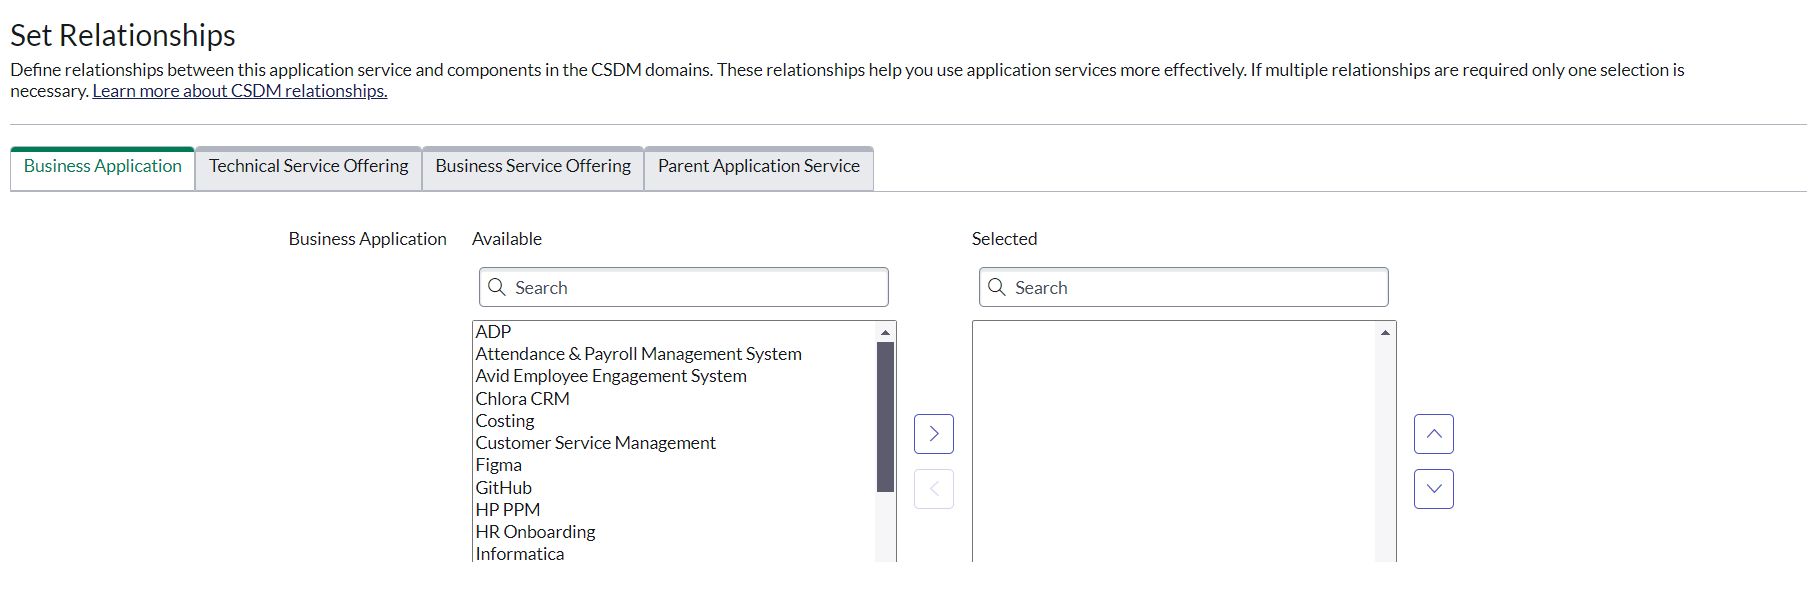 Set Relationships
Define relationships between this application service and components in the CSDM domains. These relationships help you use application services more effectively. If multiple relationships are required only one selection is
necessary. Learn more about CSDM relationships.
Business Application
Technical Service Offering
Business Service Offering
Parent Application Service
Business Application
Available
Selected
Search
Search
ADP
Attendance & Payroll Management System
Avid Employee Engagement System
Chlora CRM
Costing
Customer Service Management
Figma
GitHub
HP PPM
HR Onboarding
Informatica